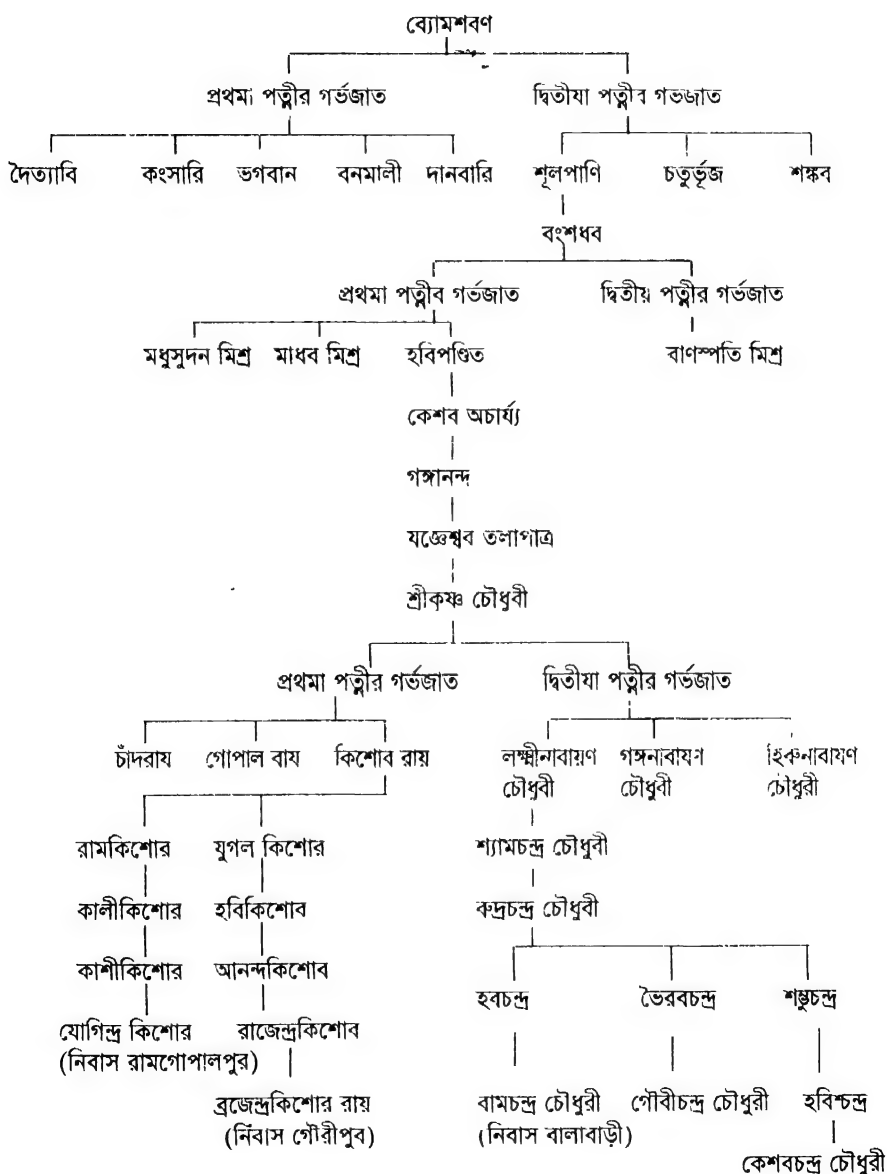 ব্যোমশবণ
প্রথমা পত্নীর গর্ভজাত দ্বিতীযা পত্নীব গভজাত
দৈত্যাবি কংসারি ভগবান বনমালী দানবারি শূলপাণি চতুর্ভূজ শঙ্কব
বংশধব
প্রথমা পত্নীব গর্ভজাত দ্বিতীয় পত্নীর গর্ভজাত
মধুসুদন মিশ্র মাধব মিশ্র হবিপণ্ডিত বাণস্পতি মিশ্র
কেশব অচার্য্য
গঙ্গানন্দ
যজ্ঞেশ্বব তলাপাত্র
শ্রীকৃষ্ণ চৌধুবী
প্রথমা পত্নীর গর্ভজাত দ্বিতীযা পত্নীর গর্ভজাত
চাঁদরায গোপাল বায কিশোব রায় লক্ষ্মীনাবায়ণ গঙ্গনাবাযণ হিরুনাবাযণ
চৌধুবী চৌধুবী চৌধুরী
রামকিশোর যুগল কিশোর শ্যামচন্দ্র চৌধুবী
কালীকিশোর হবিকিশোব রুদ্রচন্দ্র চৌধুবী
কাশীকিশোর আনন্দকিশোব
হবচন্দ্র ভৈরবচন্দ্র শম্ভুচন্দ্র
যোগিন্দ্র কিশোর রাজেন্দ্রকিশোব
(নিবাস রামগোপালপুর)
ব্রজেন্দ্রকিশোর রায় বামচন্দ্র চৌধুরী গৌবীচন্দ্র চৌধুরী হবিশ্চন্দ্র
(নিবাস গৌরীপুব) (নিবাস বালাবাড়ী)
কেশবচন্দ্র চৌধুরী